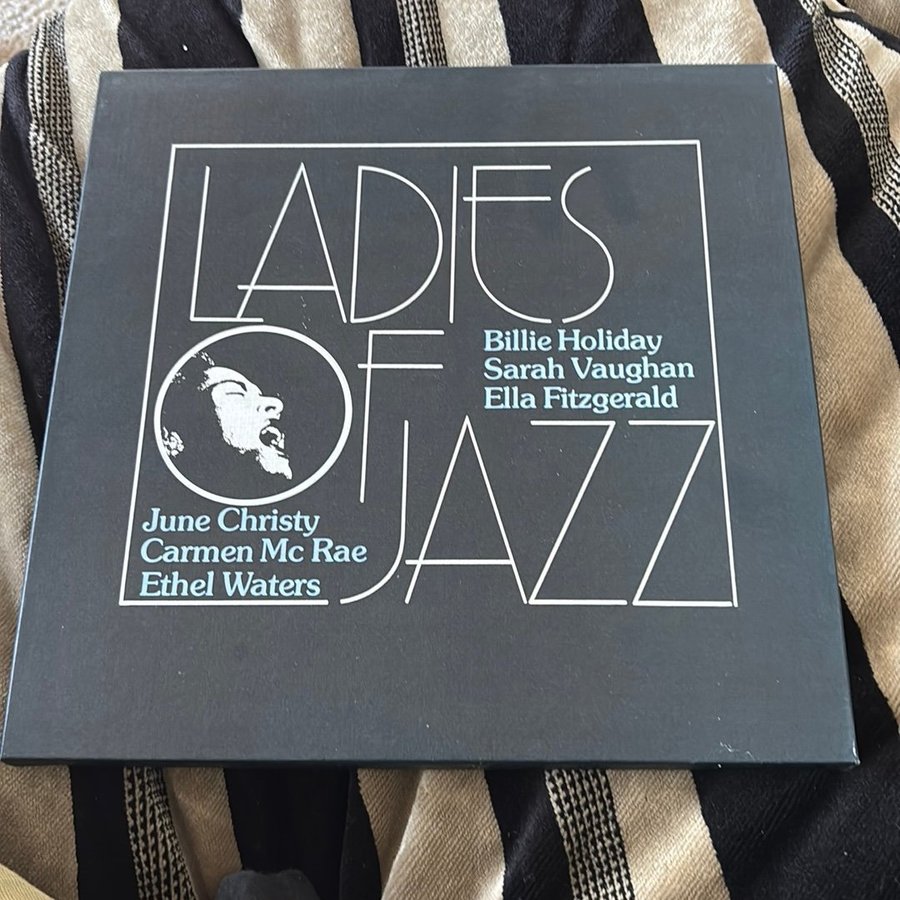 LADIES
OF
Billie Holiday
Sarah Vaughan
Ella Fitzgerald
JAZZ
June Christy
Carmen Mc Rae
Ethel Waters